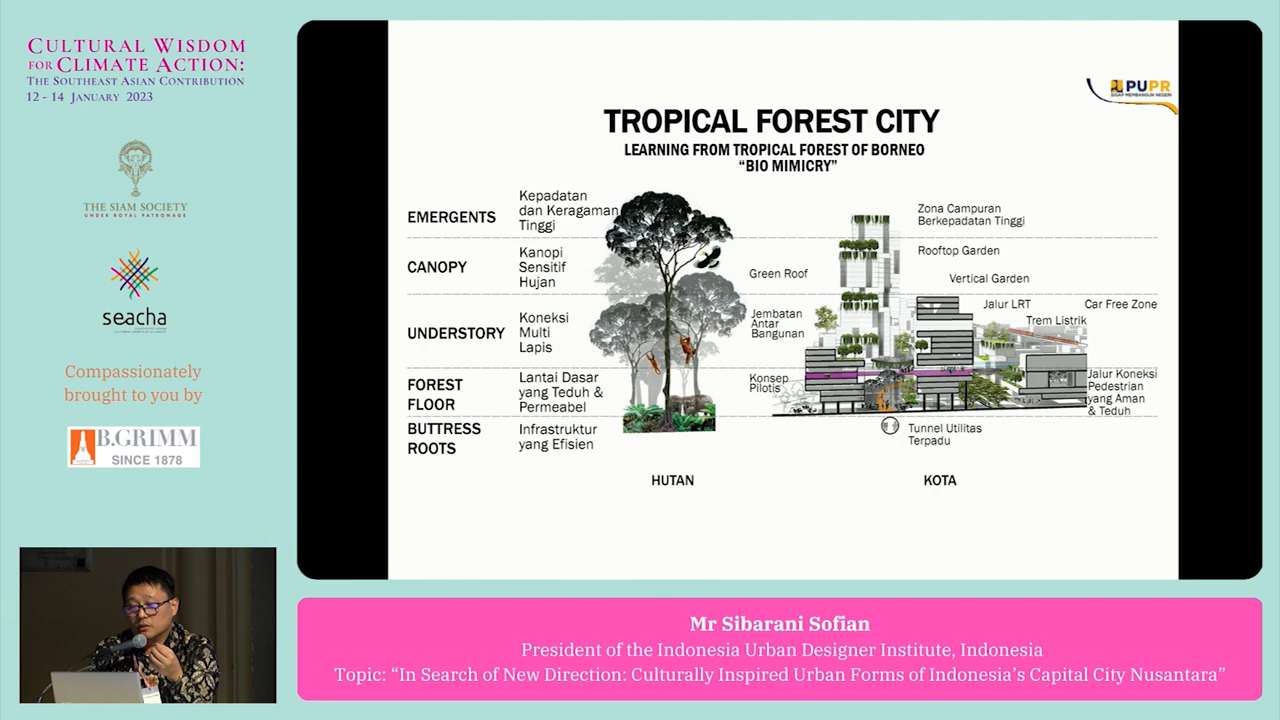 CULTURAL WISDOM
FOR CLIMATE ACTION:
THE SOUTHEAST ASIAN CONTRIBUTION
12 - 14 JANUARY 2023
THE SIAM SOCIETY
UNDER ROYAL PATRONAGE
seacha
Compassionately
brought to you by
B.GRIMM
SINCE 1878
PUPR
SIGAP MEMBANGUN NEGERI
TROPICAL FOREST CITY
LEARNING FROM TROPICAL FOREST OF BORNEO
“BIO MIMICRY”
EMERGENTS
Kepadatan
dan Keragaman
Tinggi
CANOPY
Kanopi
Sensitif
Hujan
UNDERSTORY
Koneksi
Multi
Lapis
FOREST
FLOOR
Lantai Dasar
yang Teduh &
Permeabel
BUTTRESS
ROOTS
Infrastruktur
yang Efisien
HUTAN
Zona Campuran
Berkepadatan Tinggi
Rooftop Garden
Green Roof
Vertical Garden
Jalur LRT
Car Free Zone
Jembatan
Antar
Bangunan
Trem Listrik
Konsep
Pilotis
Jalur Koneksi
Pedestrian
yang Aman
& Teduh
Tunnel Utilitas
Terpadu
KOTA
Mr Sibarani Sofian
President of the Indonesia Urban Designer Institute, Indonesia
Topic: “In Search of New Direction: Culturally Inspired Urban Forms of Indonesia’s Capital City Nusantara”